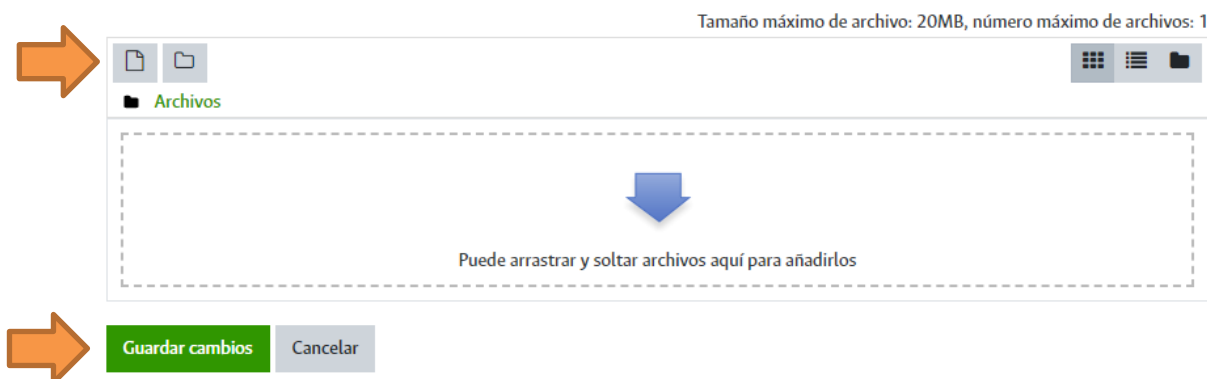 Tamaño máximo de archivo: 20MB, número máximo de archivos: 1
Archivos
Puede arrastrar y soltar archivos aquí para añadirlos
Guardar cambios Cancelar